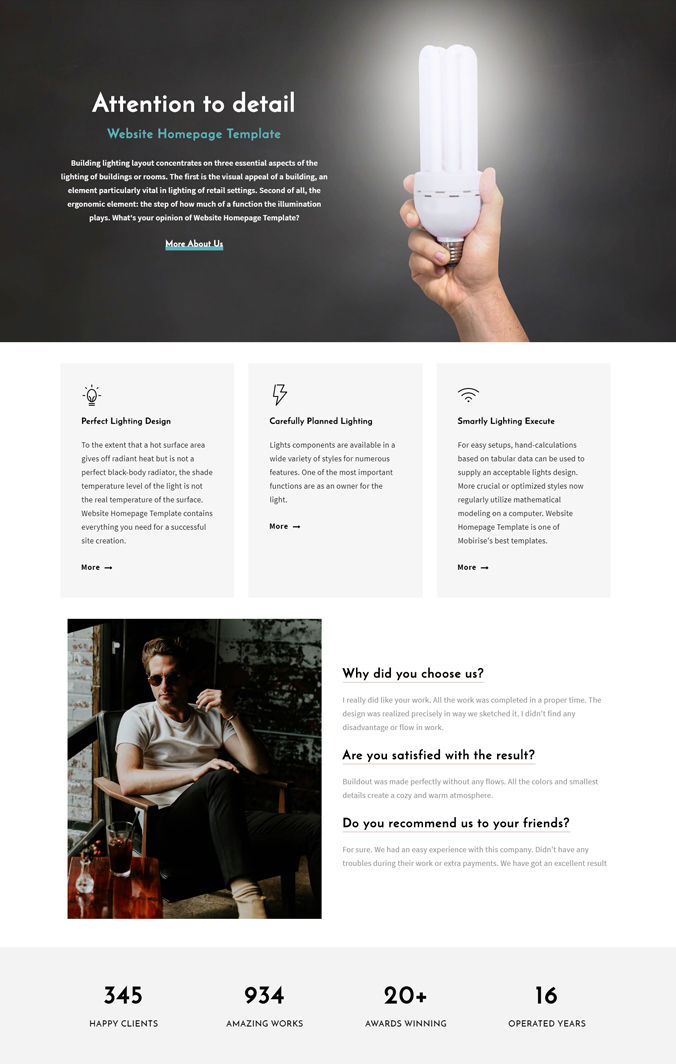 Attention to detail
Website Homepage Template
Building lighting layout concentrates on three essential aspects of the
lighting of buildings or rooms. The first is the visual appeal of a building, an
element particularly vital in lighting of retail settings. Second of all, the
ergonomic element: the step of how much of a function the illumination
plays. What's your opinion of Website Homepage Template?
More About Us
Perfect Lighting Design
To the extent that a hot surface area
gives off radiant heat but is not a
perfect black-body radiator, the shade
temperature level of the light is not
the real temperature of the surface.
Website Homepage Template contains
everything you need for a successful
site creation.
More →
Carefully Planned Lighting
Lights components are available in a
wide variety of styles for numerous
features. One of the most important
functions are as an owner for the
light.
More →
Smartly Lighting Execute
For easy setups, hand-calculations
based on tabular data can be used to
supply an acceptable lights design.
More crucial or optimized styles now
regularly utilize mathematical
modeling on a computer. Website
Homepage Template is one of
Mobirise's best templates.
More →
Why did you choose us?
I really did like your work. All the work was completed in a proper time. The
design was realized precisely in way we sketched it. I didn't find any
disadvantage or flow in work.
Are you satisfied with the result?
Buildout was made perfectly without any flows. All the colors and smallest
details create a cozy and warm atmosphere.
Do you recommend us to your friends?
For sure. We had an easy experience with this company. Didn't have any
troubles during their work or extra payments. We have got an excellent result
345
HAPPY CLIENTS
934
AMAZING WORKS
20+
AWARDS WINNING
16
OPERATED YEARS